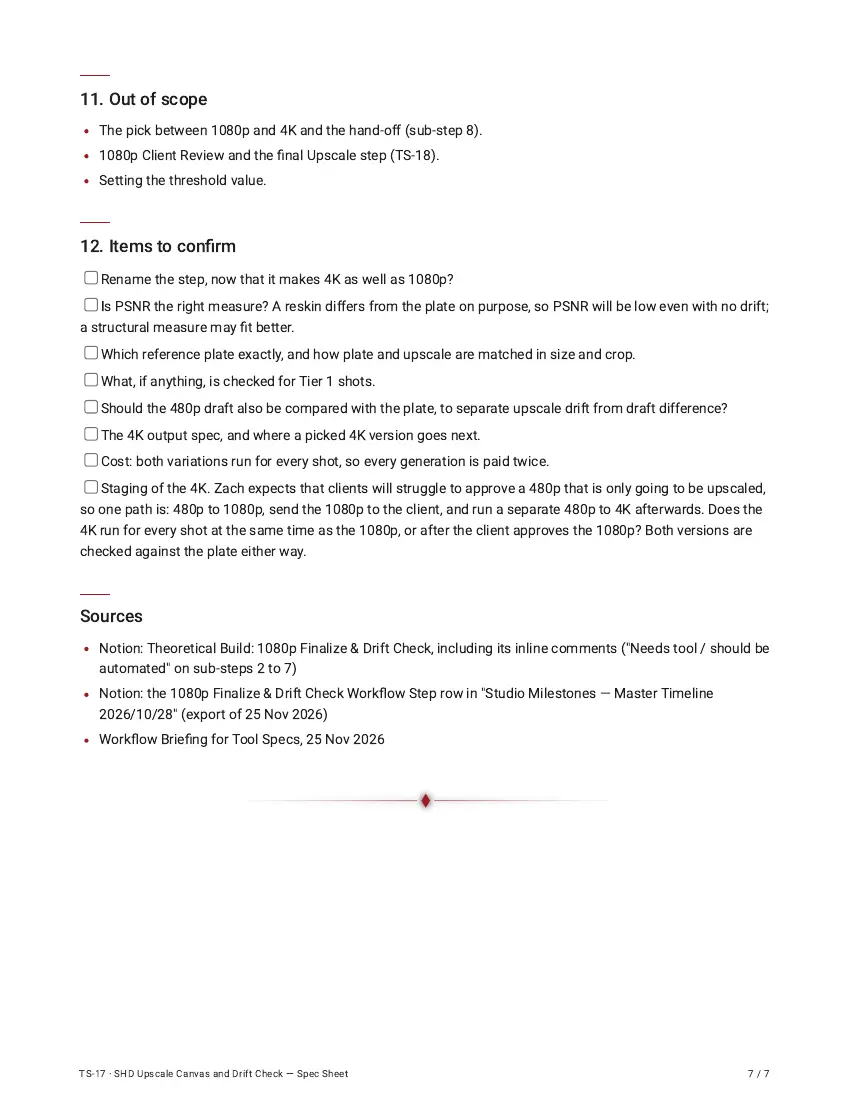 11. Out of scope
• The pick between 1080p and 4K and the hand-off (sub-step 8).
• 1080p Client Review and the final Upscale step (TS-18).
• Setting the threshold value.
12. Items to confirm
Rename the step, now that it makes 4K as well as 1080p?
Is PSNR the right measure? A reskin differs from the plate on purpose, so PSNR will be low even with no drift;
a structural measure may fit better.
Which reference plate exactly, and how plate and upscale are matched in size and crop.
What, if anything, is checked for Tier 1 shots.
Should the 480p draft also be compared with the plate, to separate upscale drift from draft difference?
The 4K output spec, and where a picked 4K version goes next.
Cost: both variations run for every shot, so every generation is paid twice.
Staging of the 4K. Zach expects that clients will struggle to approve a 480p that is only going to be upscaled,
so one path is: 480p to 1080p, send the 1080p to the client, and run a separate 480p to 4K afterwards. Does the
4K run for every shot at the same time as the 1080p, or after the client approves the 1080p? Both versions are
checked against the plate either way.
Sources
• Notion: Theoretical Build: 1080p Finalize & Drift Check, including its inline comments ("Needs tool / should be
automated" on sub-steps 2 to 7)
• Notion: the 1080p Finalize & Drift Check Workflow Step row in "Studio Milestones — Master Timeline
2026/10/28" (export of 25 Nov 2026)
• Workflow Briefing for Tool Specs, 25 Nov 2026
TS-17 · SHD Upscale Canvas and Drift Check — Spec Sheet
7 / 7